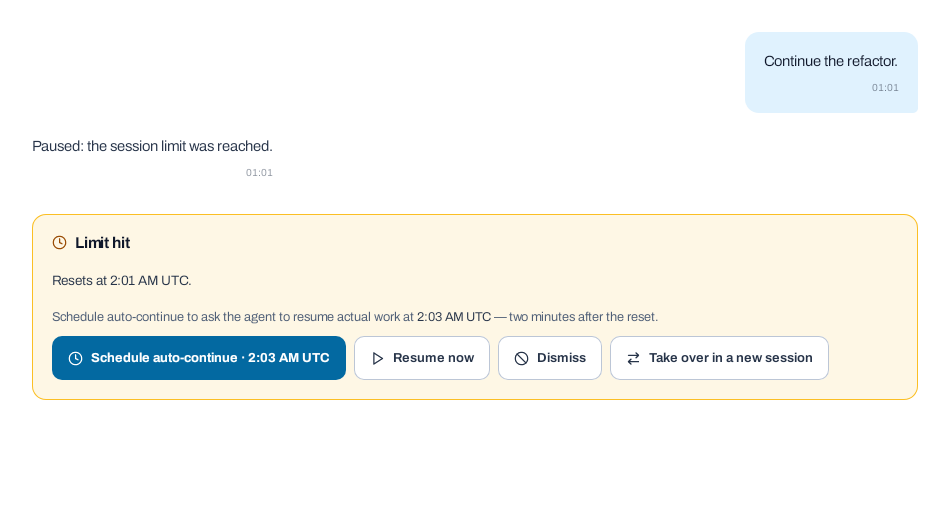 Continue the refactor.
01:01
Paused: the session limit was reached.
01:01
Limit hit
Resets at 2:01 AM UTC.
Schedule auto-continue to ask the agent to resume actual work at 2:03 AM UTC — two minutes after the reset.
Schedule auto-continue · 2:03 AM UTC
Resume now
Dismiss
Take over in a new session